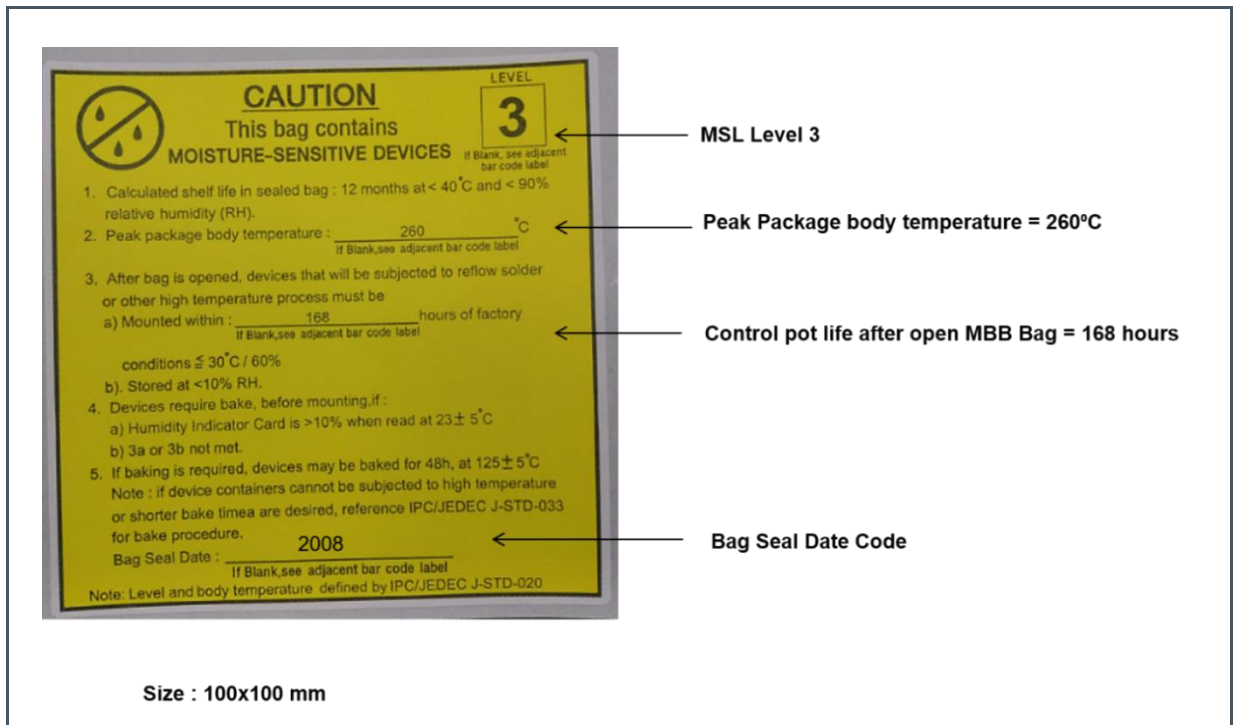 CAUTION
This bag contains
MOISTURE-SENSITIVE DEVICES
LEVEL
3
If Blank, see adjacent
bar code label
1. Calculated shelf life in sealed bag : 12 months at < 40°C and < 90%
relative humidity (RH).
2. Peak package body temperature : 260 °C
If Blank,see adjacent bar code label
3. After bag is opened, devices that will be subjected to reflow solder
or other high temperature process must be
a) Mounted within : 168 hours of factory
If Blank,see adjacent bar code label
conditions ≦ 30°C / 60%
b). Stored at <10% RH.
4. Devices require bake, before mounting,if :
a) Humidity Indicator Card is >10% when read at 23± 5°C
b) 3a or 3b not met.
5. If baking is required, devices may be baked for 48h, at 125± 5°C
Note : if device containers cannot be subjected to high temperature
or shorter bake timea are desired, reference IPC/JEDEC J-STD-033
for bake procedure.
Bag Seal Date : 2008
If Blank,see adjacent bar code label
Note: Level and body temperature defined by IPC/JEDEC J-STD-020
MSL Level 3
Peak Package body temperature = 260ºC
Control pot life after open MBB Bag = 168 hours
Bag Seal Date Code
Size : 100x100 mm